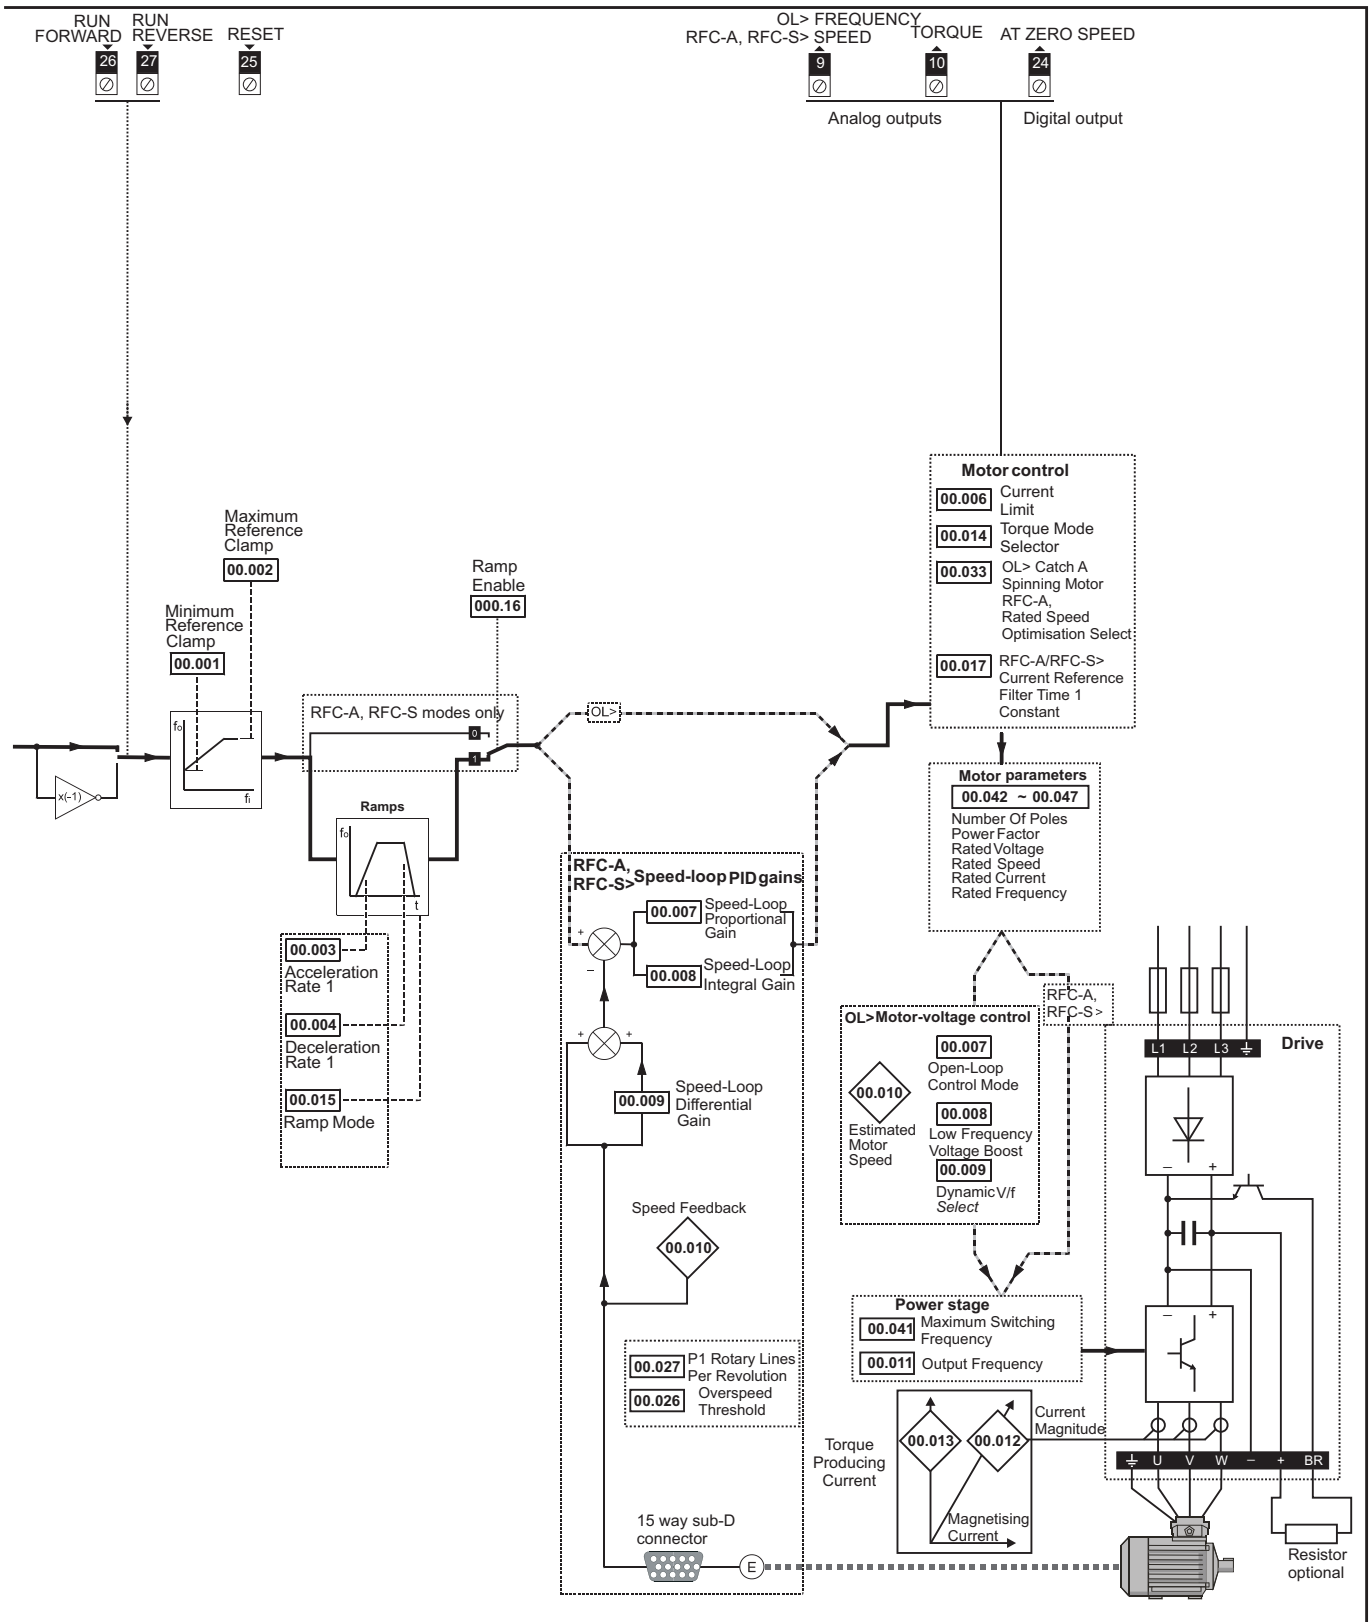 RUN
FORWARD
26
RUN
REVERSE
27
RESET
25
OL> FREQUENCY
RFC-A, RFC-S> SPEED
9
TORQUE
10
AT ZERO SPEED
24
Analog outputs
Digital output
Motor control
00.006 Current
Limit
00.014 Torque Mode
Selector
00.033 OL> Catch A
Spinning Motor
RFC-A,
Rated Speed
Optimisation Select
00.017 RFC-A/RFC-S>
Current Reference
Filter Time 1
Constant
Maximum
Reference
Clamp
00.002
Minimum
Reference
Clamp
00.001
Ramp
Enable
000.16
RFC-A, RFC-S modes only
0
1
OL>
fo
fi
x(-1)
Ramps
fo
t
00.003
Acceleration
Rate 1
00.004
Deceleration
Rate 1
00.015
Ramp Mode
Motor parameters
00.042 ~ 00.047
Number Of Poles
Power Factor
Rated Voltage
Rated Speed
Rated Current
Rated Frequency
RFC-A,
RFC-S> Speed-loop PID gains
00.007 Speed-Loop
Proportional
Gain
+
–
00.008 Speed-Loop
Integral Gain
+ +
00.009 Speed-Loop
Differential
Gain
Speed Feedback
00.010
00.027 P1 Rotary Lines
Per Revolution
00.026 Overspeed
Threshold
15 way sub-D
connector
E
RFC-A,
RFC-S>
OL> Motor-voltage control
00.007
Open-Loop
Control Mode
00.010
Estimated
Motor
Speed
00.008
Low Frequency
Voltage Boost
00.009
Dynamic V/f
Select
Power stage
00.041 Maximum Switching
Frequency
00.011 Output Frequency
Torque
Producing
Current
00.013
00.012
Current
Magnitude
Magnetising
Current
L1 L2 L3
Drive
– +
– +
U V W – + BR
Resistor
optional